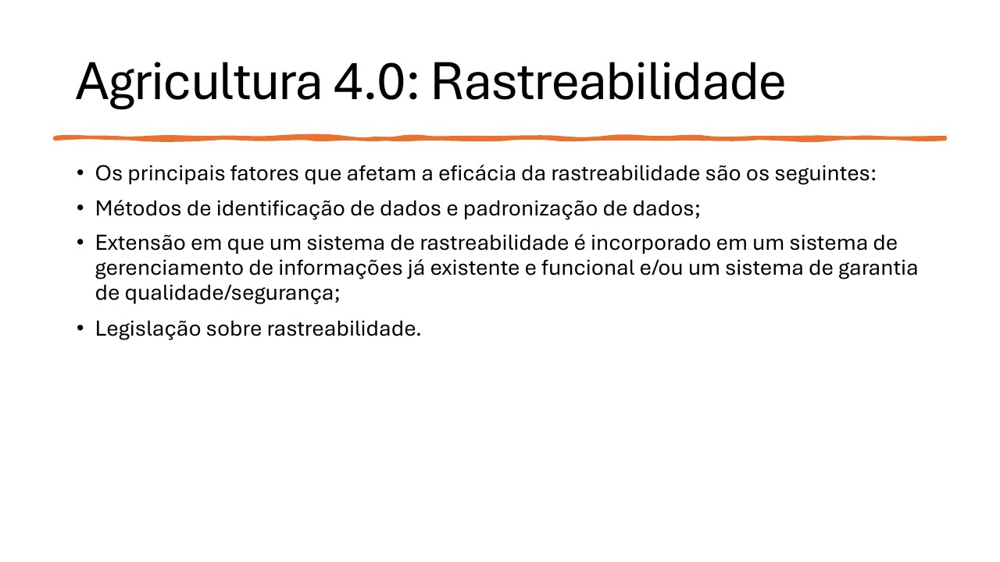 Agricultura 4.0: Rastreabilidade
• Os principais fatores que afetam a eficácia da rastreabilidade são os seguintes:
• Métodos de identificação de dados e padronização de dados;
• Extensão em que um sistema de rastreabilidade é incorporado em um sistema de
gerenciamento de informações já existente e funcional e/ou um sistema de garantia
de qualidade/segurança;
• Legislação sobre rastreabilidade.